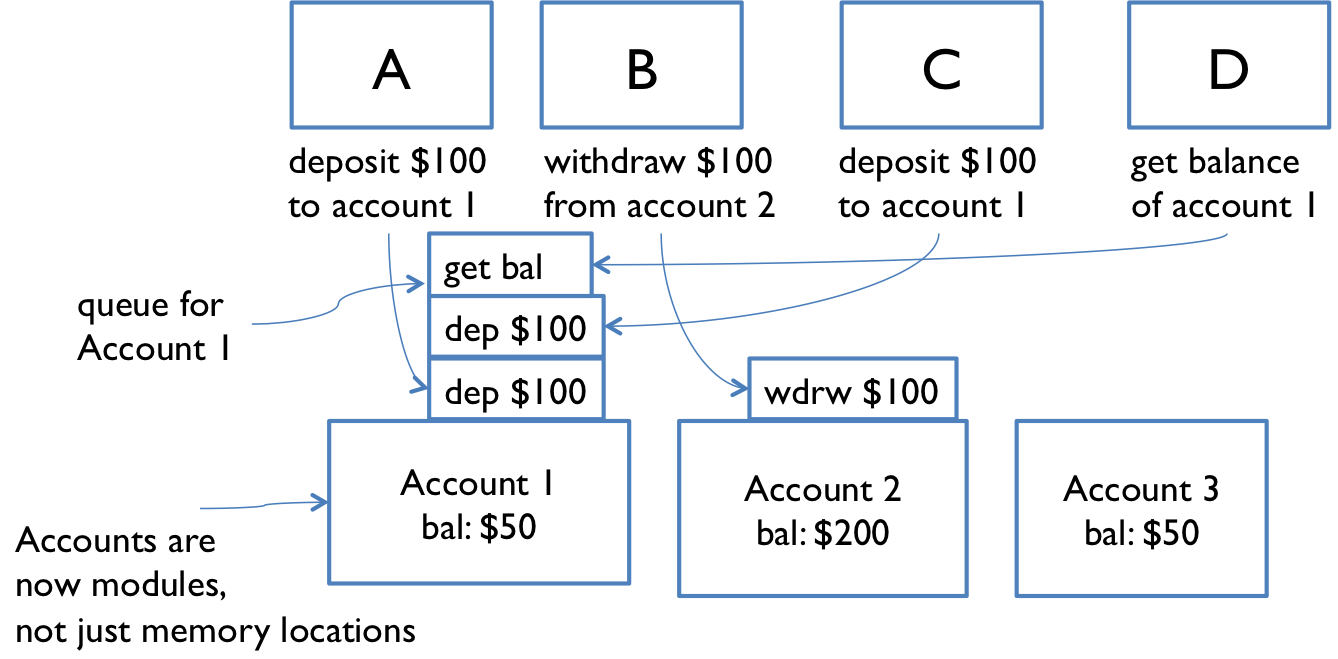 A
B
C
D
deposit $100
to account 1
withdraw $100
from account 2
deposit $100
to account 1
get balance
of account 1
get bal
dep $100
dep $100
queue for
Account 1
wdrw $100
Account 1
bal: $50
Account 2
bal: $200
Account 3
bal: $50
Accounts are
now modules,
not just memory locations